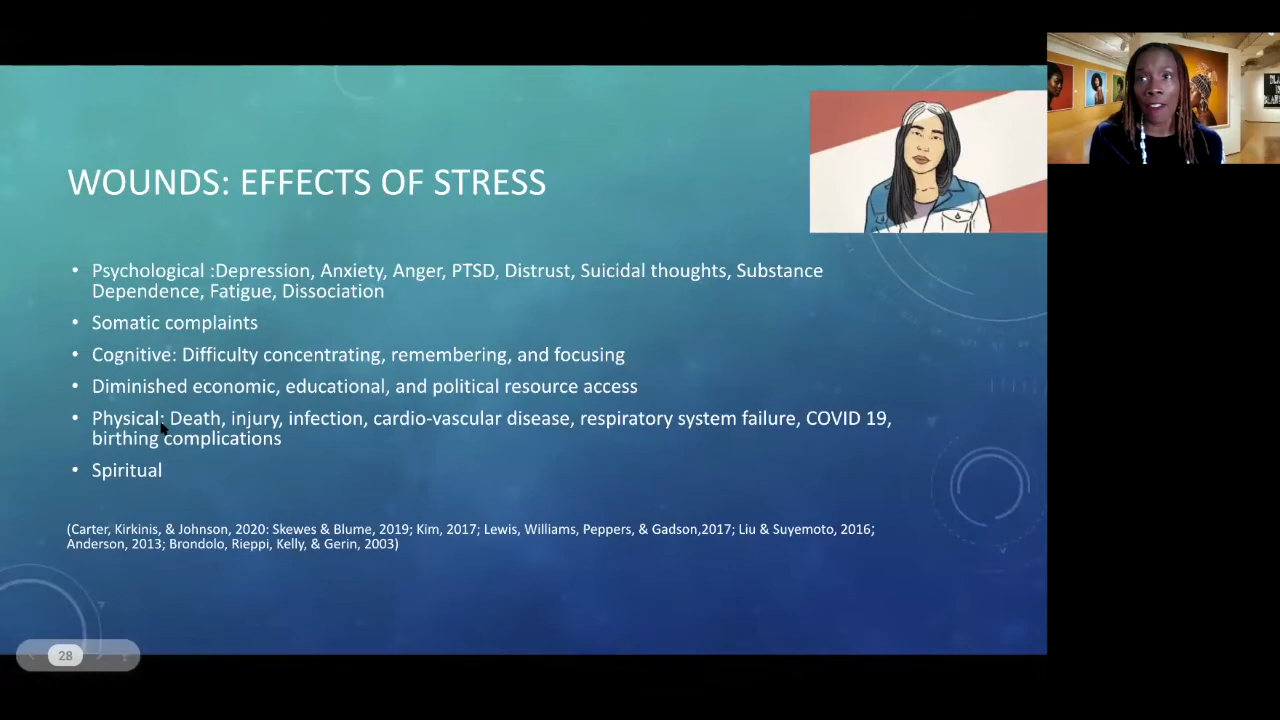 WOUNDS: EFFECTS OF STRESS
• Psychological :Depression, Anxiety, Anger, PTSD, Distrust, Suicidal thoughts, Substance
Dependence, Fatigue, Dissociation
• Somatic complaints
• Cognitive: Difficulty concentrating, remembering, and focusing
• Diminished economic, educational, and political resource access
• Physical: Death, injury, infection, cardio-vascular disease, respiratory system failure, COVID 19,
birthing complications
• Spiritual
(Carter, Kirkinis, & Johnson, 2020: Skewes & Blume, 2019; Kim, 2017; Lewis, Williams, Peppers, & Gadson,2017; Liu & Suyemoto, 2016;
Anderson, 2013; Brondolo, Rieppi, Kelly, & Gerin, 2003)
28